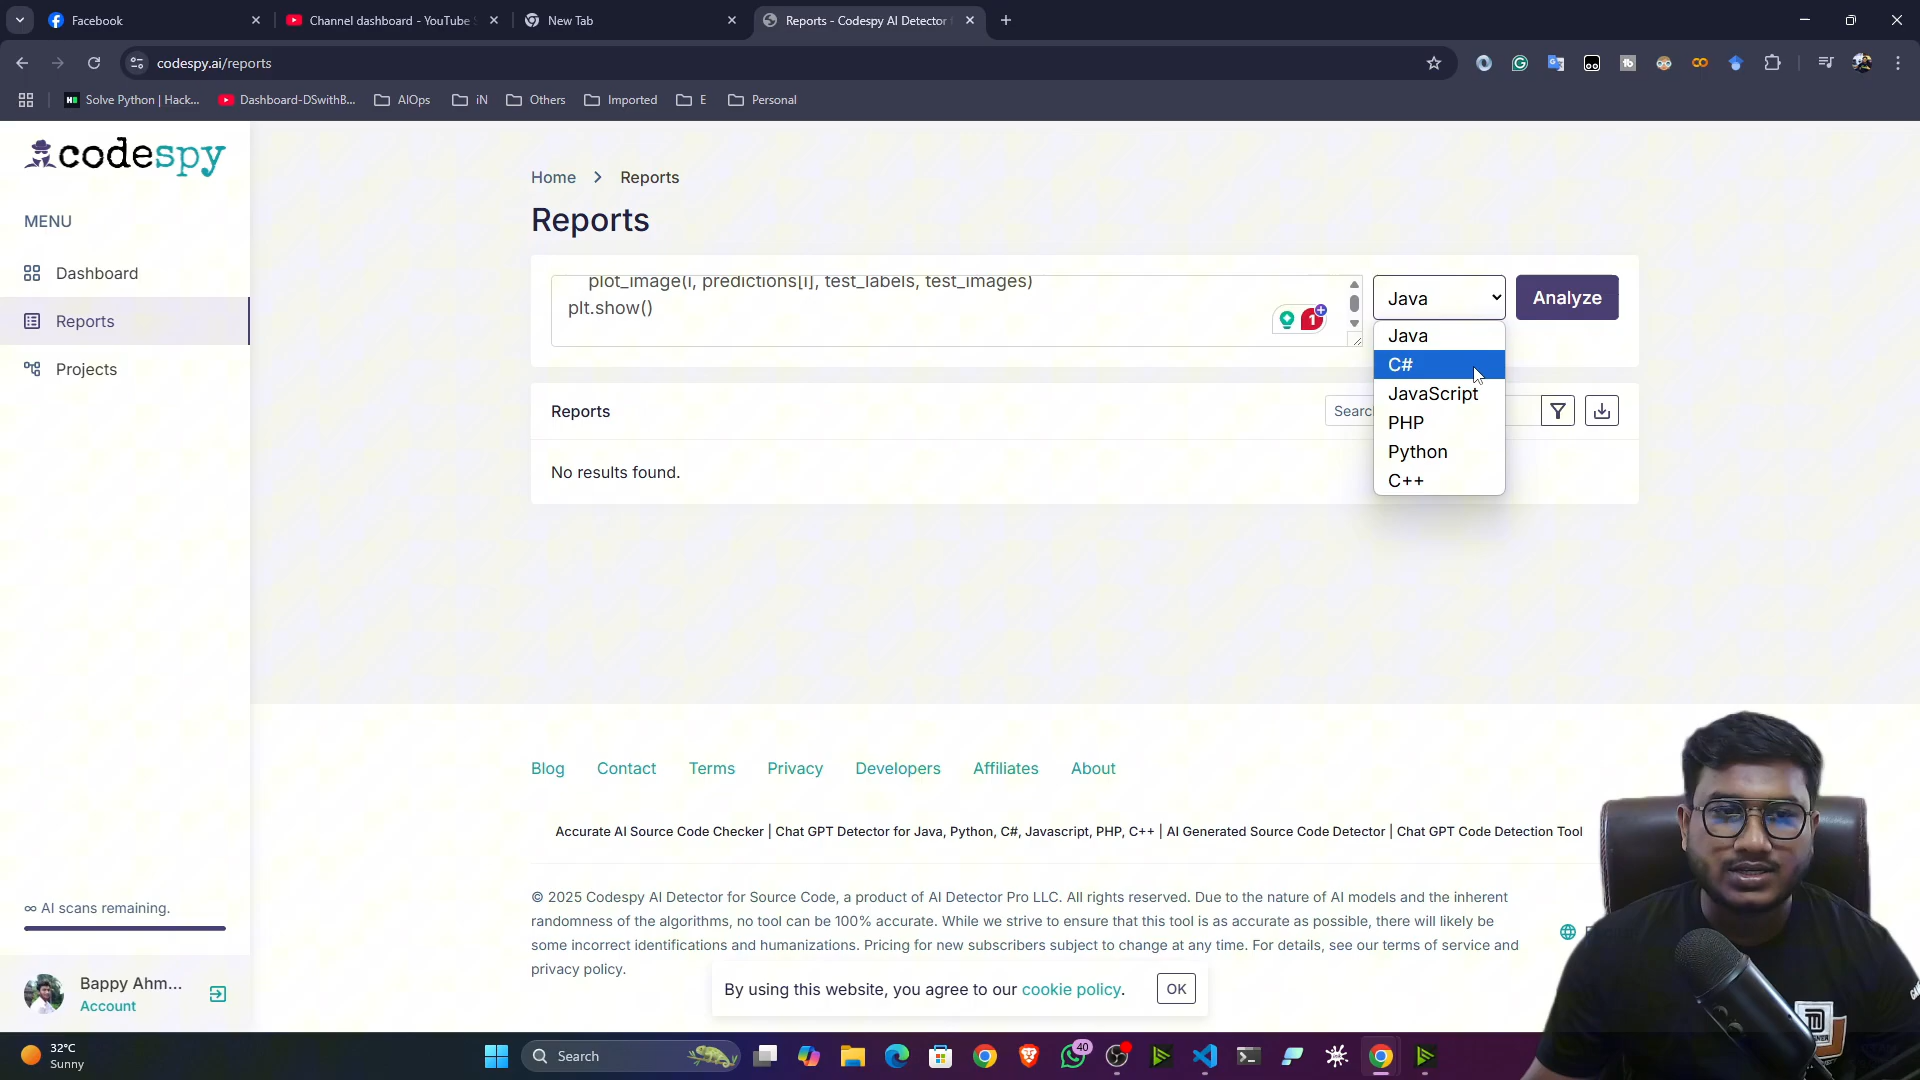 Facebook
Channel dashboard - YouTube
New Tab
Reports - Codespy AI Detector
codespy.ai/reports
Solve Python | Hack...
Dashboard-DSwithB...
AIOps
iN
Others
Imported
E
Personal
codespy
MENU
Dashboard
Reports
Projects
Home > Reports
Reports
plot_image(i, predictions[i], test_labels, test_images)
plt.show()
1
Java
Analyze
Java
C#
JavaScript
PHP
Python
C++
Reports
Searc
No results found.
Blog
Contact
Terms
Privacy
Developers
Affiliates
About
Accurate AI Source Code Checker | Chat GPT Detector for Java, Python, C#, Javascript, PHP, C++ | AI Generated Source Code Detector | Chat GPT Code Detection Tool
© 2025 Codespy AI Detector for Source Code, a product of AI Detector Pro LLC. All rights reserved. Due to the nature of AI models and the inherent
randomness of the algorithms, no tool can be 100% accurate. While we strive to ensure that this tool is as accurate as possible, there will likely be
some incorrect identifications and humanizations. Pricing for new subscribers subject to change at any time. For details, see our terms of service and
privacy policy.
By using this website, you agree to our cookie policy.
OK
∞ AI scans remaining.
Bappy Ahm...
Account
32°C
Sunny
Search
40